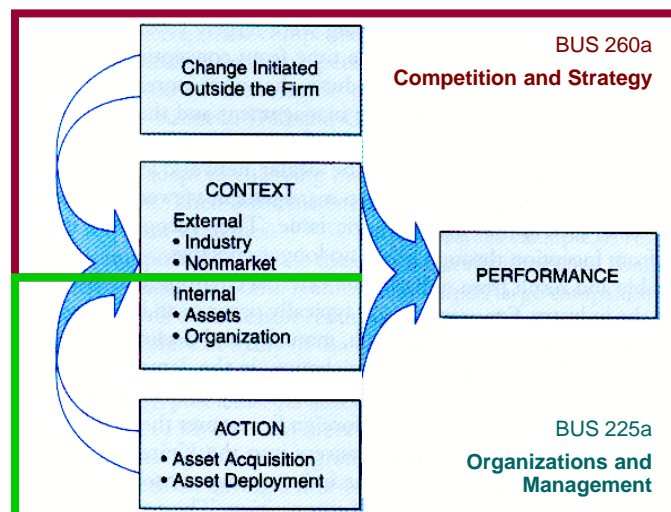 BUS 260a
Competition and Strategy
Change Initiated
Outside the Firm
CONTEXT
External
• Industry
• Nonmarket
Internal
• Assets
• Organization
PERFORMANCE
ACTION
• Asset Acquisition
• Asset Deployment
BUS 225a
Organizations and
Management